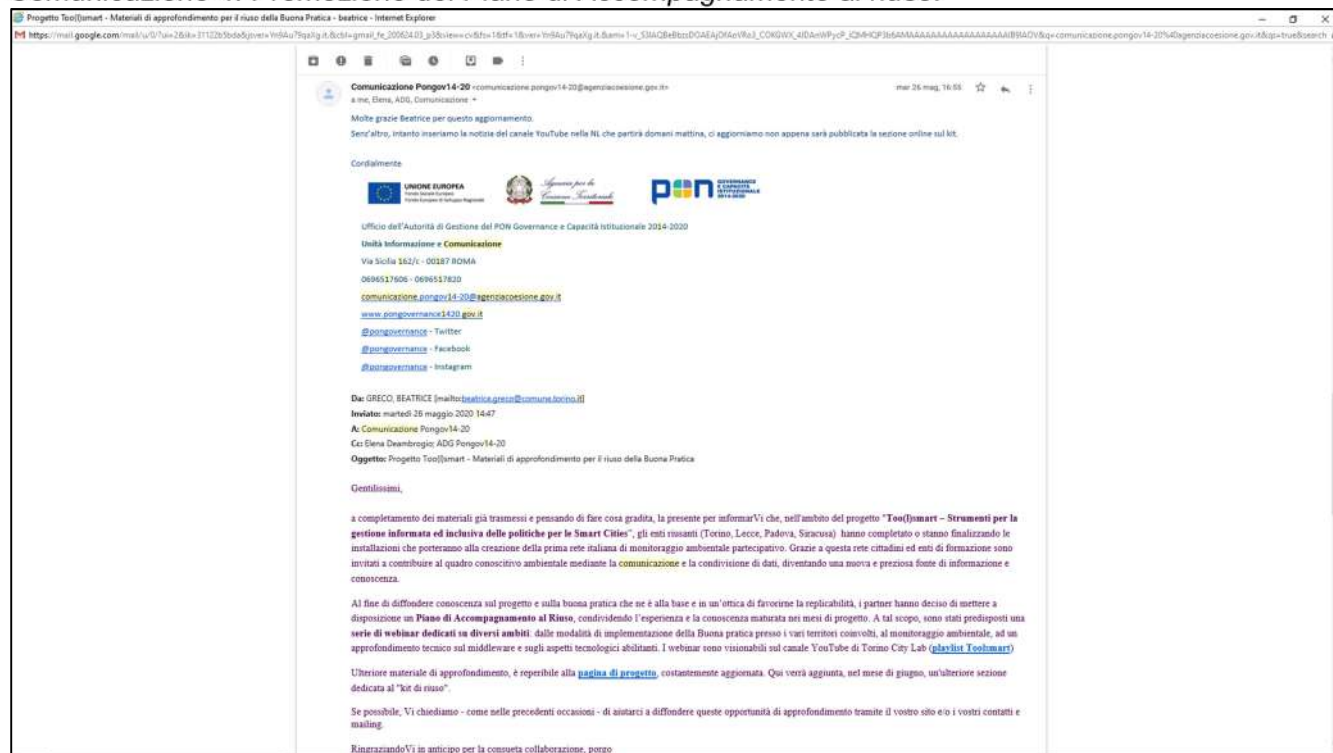 Comunicazione 4. Promozione del Piano di Accompagnamento al riuso.
Progetto Too(l)smart - Materiali di approfondimento per il riuso della Buona Pratica - beatrice - Internet Explorer
Comunicazione Pongov14-20 <comunicazione.pongov14-20@agenziacoesione.gov.it> mar 26 mag, 16:55
a me, Elena, ADG, Comunicazione
Molte grazie Beatrice per questo aggiornamento.
Senz'altro, intanto inseriamo la notizia del canale YouTube nella NL che partirà domani mattina, ci aggiorniamo non appena sarà pubblicata la sezione online sul kit.
Cordialmente
UNIONE EUROPEA
Fondo Sociale Europeo
Fondo Europeo di Sviluppo Regionale
Agenzia per la
Coesione Territoriale
pon GOVERNANCE
E CAPACITÀ
ISTITUZIONALE
2014-2020
Ufficio dell'Autorità di Gestione del PON Governance e Capacità Istituzionale 2014-2020
Unità Informazione e Comunicazione
Via Sicilia 162/c - 00187 ROMA
0696517606 - 0696517820
comunicazione.pongov14-20@agenziacoesione.gov.it
www.pongovernance1420.gov.it
@pongovernance - Twitter
@pongovernance - Facebook
@pongovernance - Instagram
Da: GRECO, BEATRICE [mailto:beatrice.greco@comune.torino.it]
Inviato: martedì 26 maggio 2020 14:47
A: Comunicazione Pongov14-20
Cc: Elena Deambrogio; ADG Pongov14-20
Oggetto: Progetto Too(l)smart - Materiali di approfondimento per il riuso della Buona Pratica
Gentilissimi,
a completamento dei materiali già trasmessi e pensando di fare cosa gradita, la presente per informarVi che, nell'ambito del progetto "Too(l)smart – Strumenti per la
gestione informata ed inclusiva delle politiche per le Smart Cities", gli enti riusanti (Torino, Lecce, Padova, Siracusa) hanno completato o stanno finalizzando le
installazioni che porteranno alla creazione della prima rete italiana di monitoraggio ambientale partecipativo. Grazie a questa rete cittadini ed enti di formazione sono
invitati a contribuire al quadro conoscitivo ambientale mediante la comunicazione e la condivisione di dati, diventando una nuova e preziosa fonte di informazione e
conoscenza.
Al fine di diffondere conoscenza sul progetto e sulla buona pratica che ne è alla base e in un'ottica di favorirne la replicabilità, i partner hanno deciso di mettere a
disposizione un Piano di Accompagnamento al Riuso, condividendo l'esperienza e la conoscenza maturata nei mesi di progetto. A tal scopo, sono stati predisposti una
serie di webinar dedicati su diversi ambiti: dalle modalità di implementazione della Buona pratica presso i vari territori coinvolti, al monitoraggio ambientale, ad un
approfondimento tecnico sul middleware e sugli aspetti tecnologici abilitanti. I webinar sono visionabili sul canale YouTube di Torino City Lab (playlist Toolsmart)
Ulteriore materiale di approfondimento, è reperibile alla pagina di progetto, costantemente aggiornata. Qui verrà aggiunta, nel mese di giugno, un'ulteriore sezione
dedicata al "kit di riuso".
Se possibile, Vi chiediamo - come nelle precedenti occasioni - di aiutarci a diffondere queste opportunità di approfondimento tramite il vostro sito e/o i vostri contatti e
mailing.
RingraziandoVi in anticipo per la consueta collaborazione, porgo